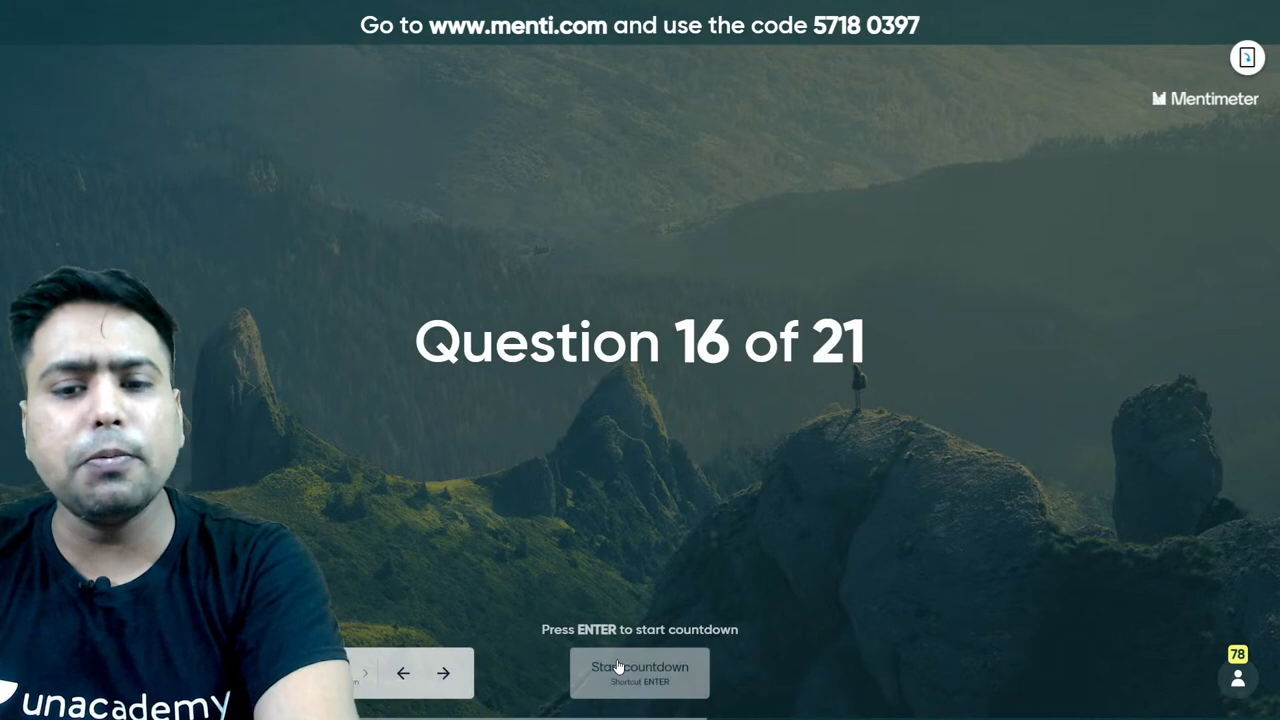 Go to www.menti.com and use the code 5718 0397
Mentimeter
Question 16 of 21
Press ENTER to start countdown
Start countdown
Shortcut ENTER
78
unacademy